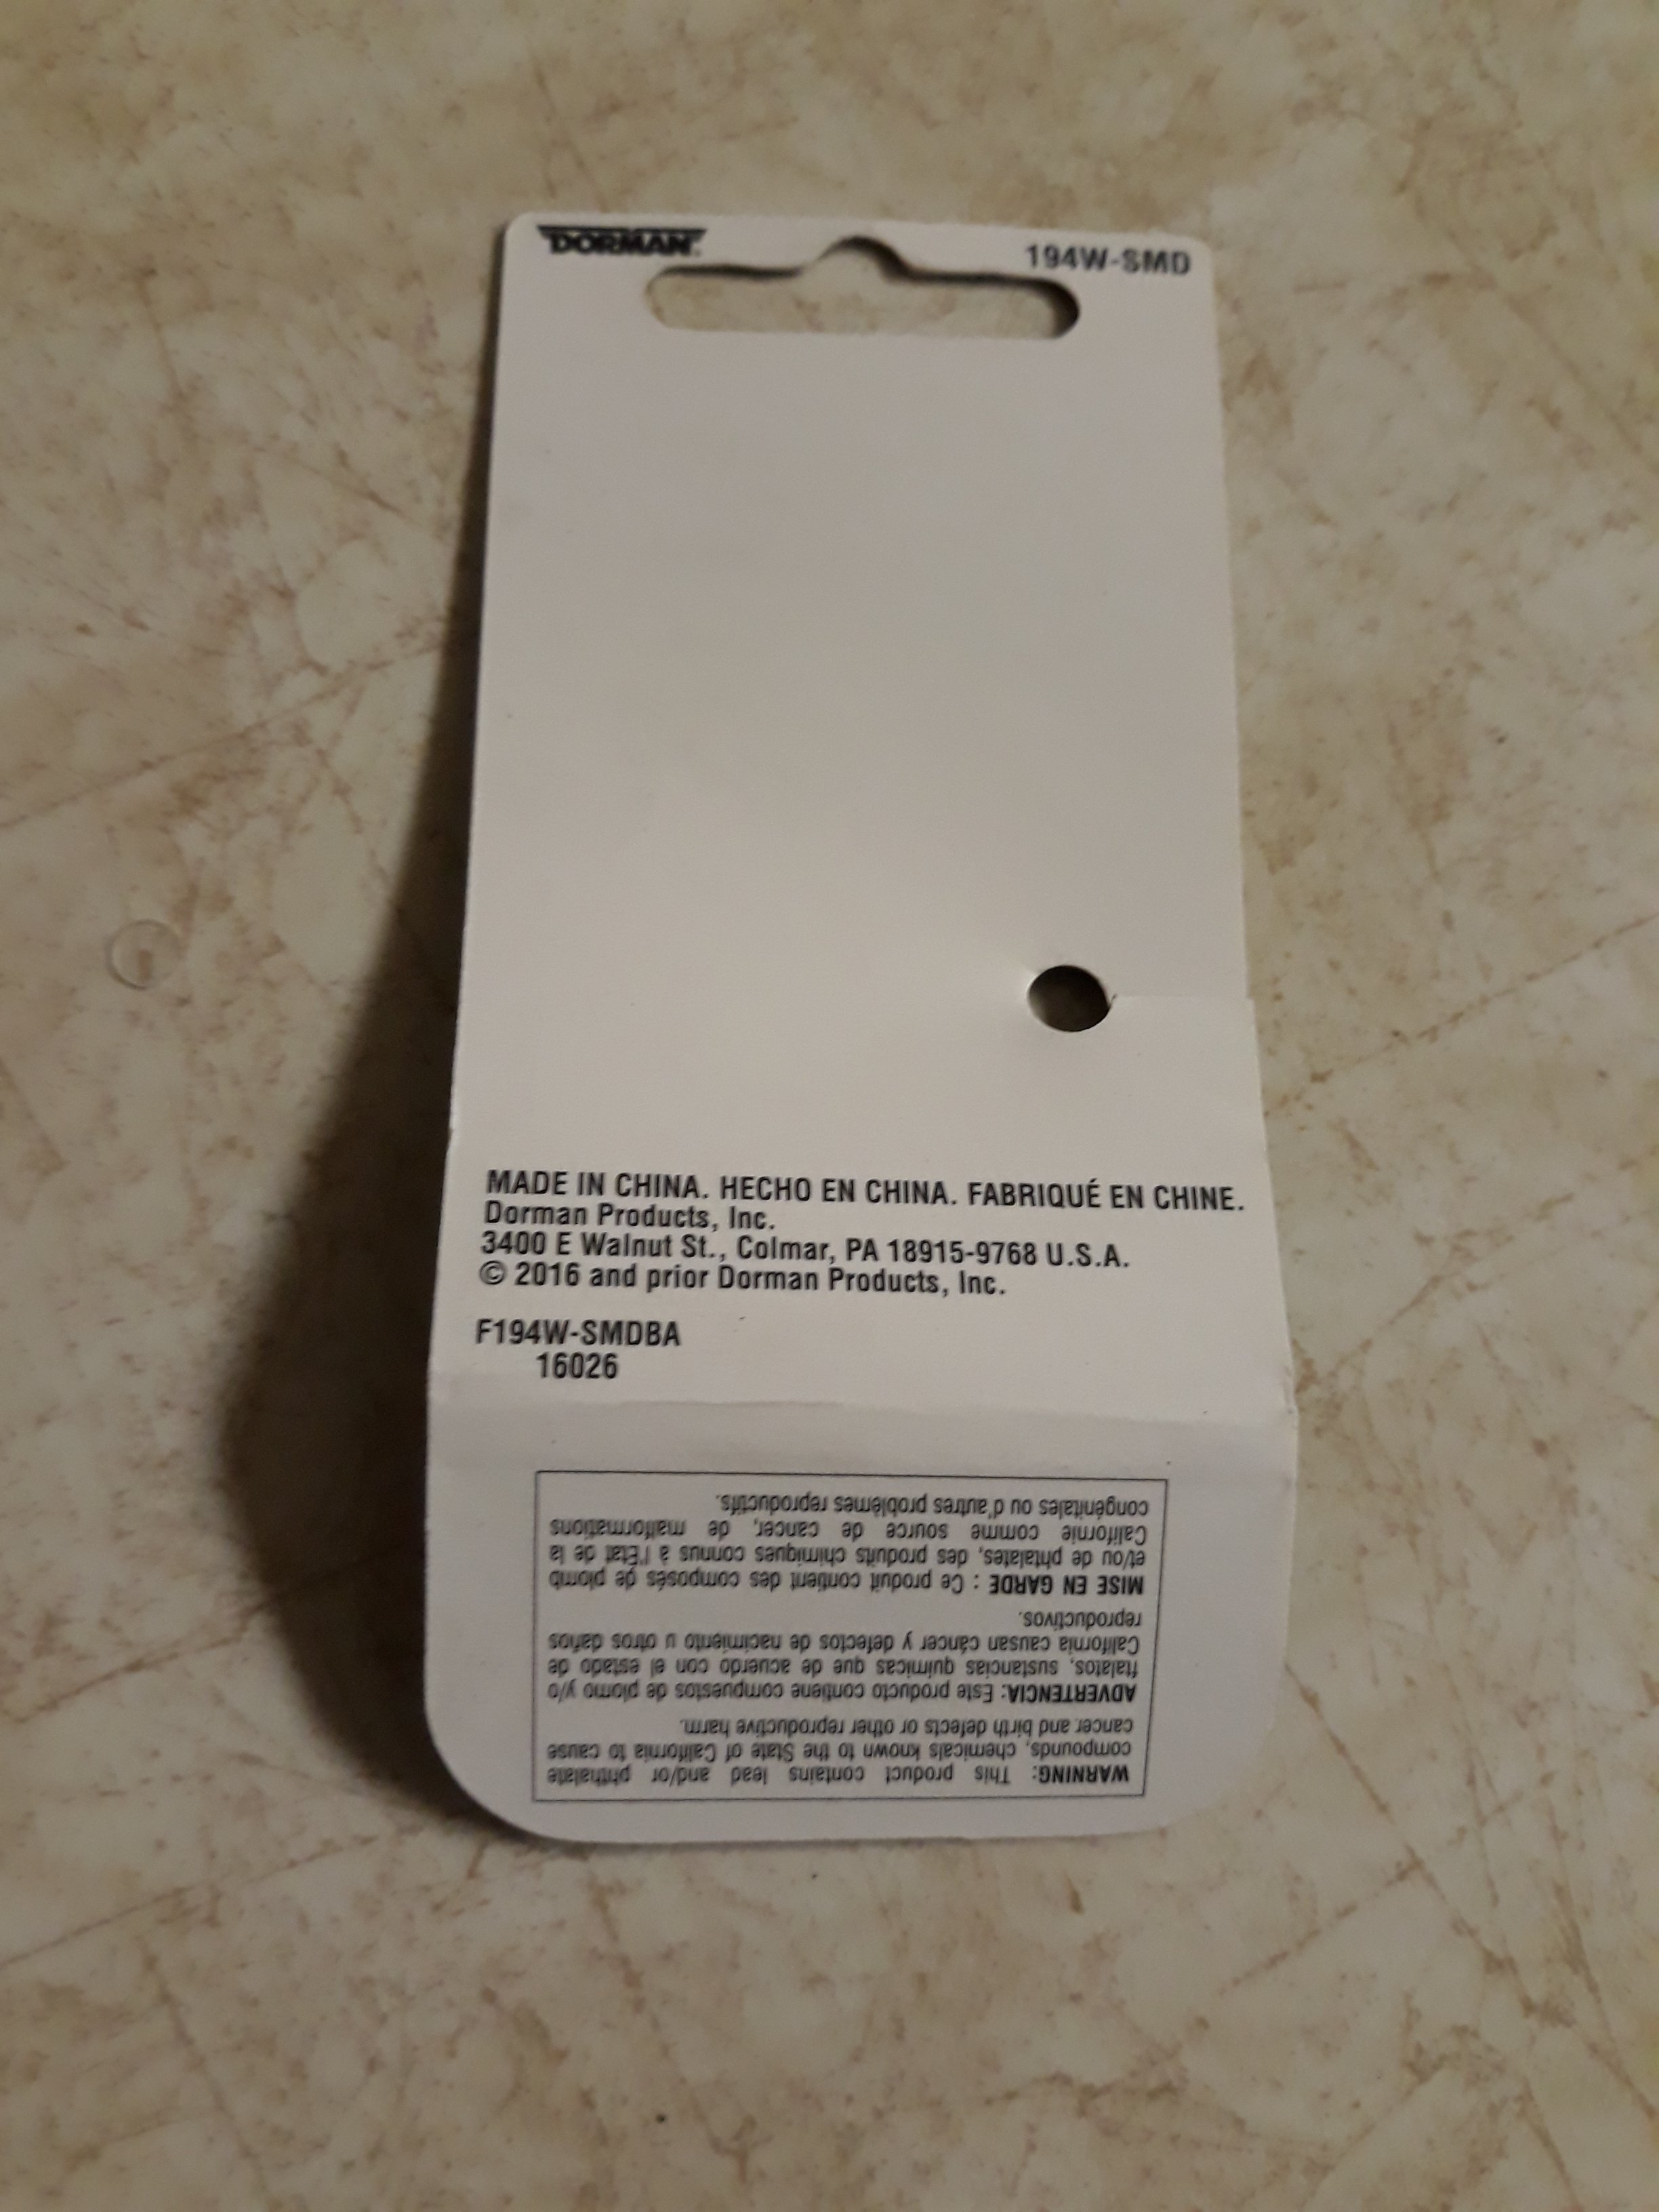 DORMAN
194W-SMD
MADE IN CHINA. HECHO EN CHINA. FABRIQUÉ EN CHINE.
Dorman Products, Inc.
3400 E Walnut St., Colmar, PA 18915-9768 U.S.A.
© 2016 and prior Dorman Products, Inc.
F194W-SMDBA
16026
WARNING: This product contains lead and/or phthalate
compounds, chemicals known to the State of California to cause
cancer and birth defects or other reproductive harm.
ADVERTENCIA: Este producto contiene compuestos de plomo y/o
ftalatos, sustancias químicas que de acuerdo con el estado de
California causan cáncer y defectos de nacimiento u otros daños
reproductivos.
MISE EN GARDE : Ce produit contient des composés de plomb
et/ou de phtalates, des produits chimiques connus à l'État de la
Californie comme source de cancer, de malformations
congénitales ou d'autres problèmes reproductifs.